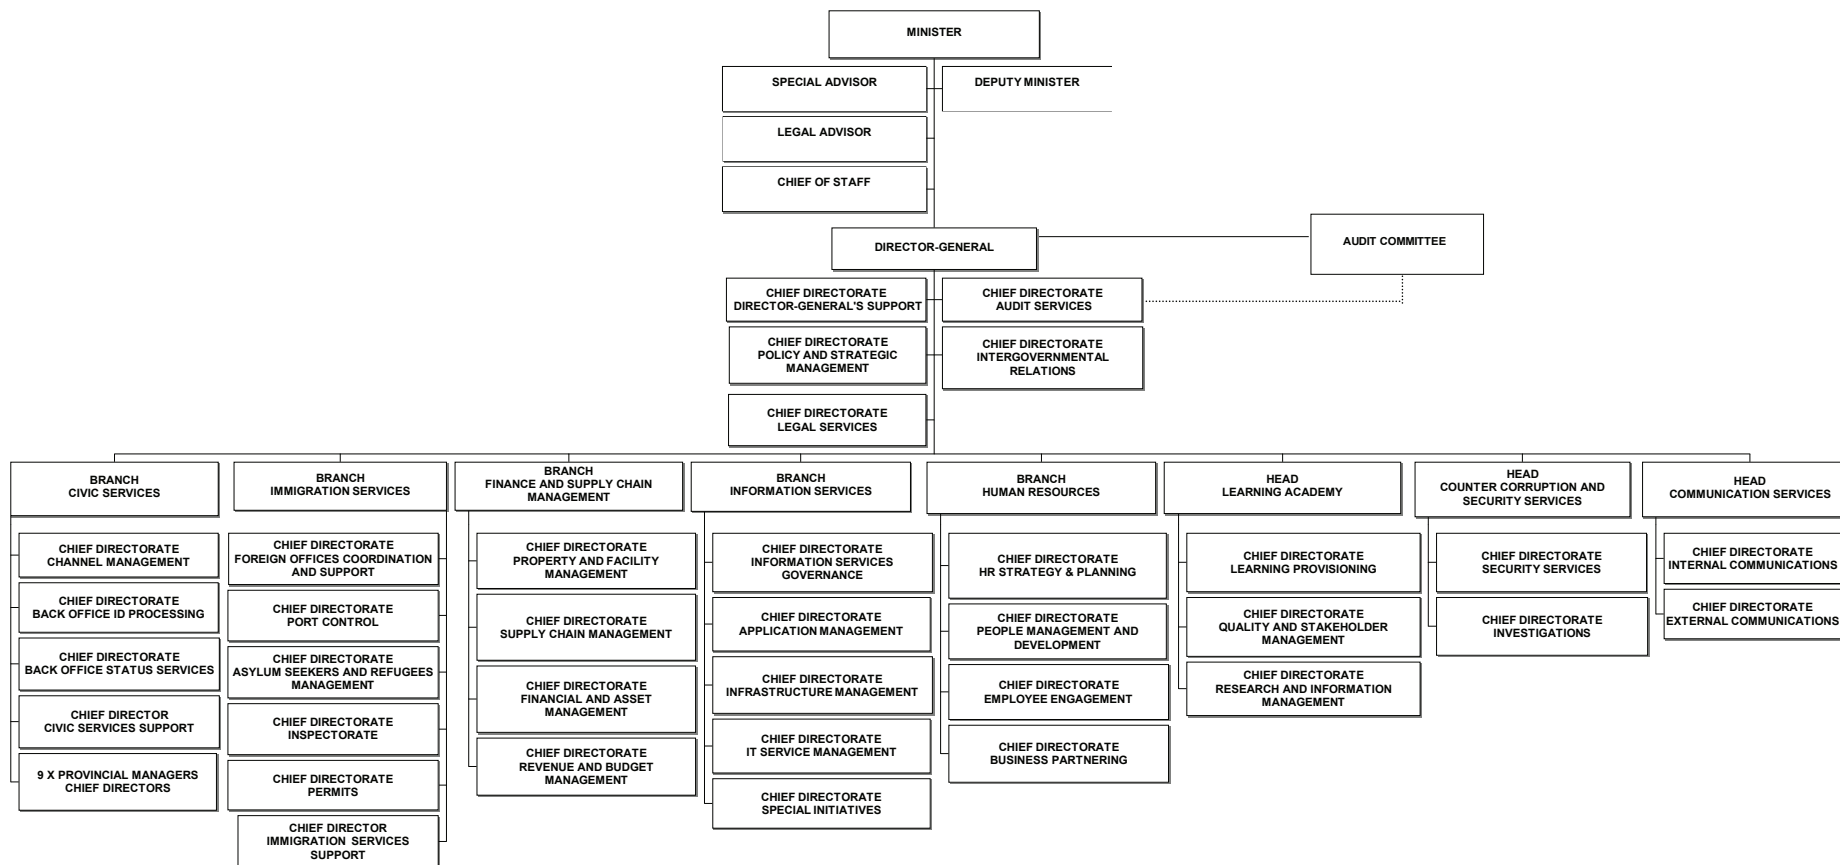 MINISTER
SPECIAL ADVISOR
DEPUTY MINISTER
LEGAL ADVISOR
CHIEF OF STAFF
DIRECTOR-GENERAL
AUDIT COMMITTEE
CHIEF DIRECTORATE
DIRECTOR-GENERAL'S SUPPORT
CHIEF DIRECTORATE
AUDIT SERVICES
CHIEF DIRECTORATE
POLICY AND STRATEGIC
MANAGEMENT
CHIEF DIRECTORATE
INTERGOVERNMENTAL
RELATIONS
CHIEF DIRECTORATE
LEGAL SERVICES
BRANCH
CIVIC SERVICES
CHIEF DIRECTORATE
CHANNEL MANAGEMENT
CHIEF DIRECTORATE
BACK OFFICE ID PROCESSING
CHIEF DIRECTORATE
BACK OFFICE STATUS SERVICES
CHIEF DIRECTOR
CIVIC SERVICES SUPPORT
9 X PROVINCIAL MANAGERS
CHIEF DIRECTORS
BRANCH
IMMIGRATION SERVICES
CHIEF DIRECTORATE
FOREIGN OFFICES COORDINATION
AND SUPPORT
CHIEF DIRECTORATE
PORT CONTROL
CHIEF DIRECTORATE
ASYLUM SEEKERS AND REFUGEES
MANAGEMENT
CHIEF DIRECTORATE
INSPECTORATE
CHIEF DIRECTORATE
PERMITS
CHIEF DIRECTOR
IMMIGRATION SERVICES
SUPPORT
BRANCH
FINANCE AND SUPPLY CHAIN
MANAGEMENT
CHIEF DIRECTORATE
PROPERTY AND FACILITY
MANAGEMENT
CHIEF DIRECTORATE
SUPPLY CHAIN MANAGEMENT
CHIEF DIRECTORATE
FINANCIAL AND ASSET
MANAGEMENT
CHIEF DIRECTORATE
REVENUE AND BUDGET
MANAGEMENT
BRANCH
INFORMATION SERVICES
CHIEF DIRECTORATE
INFORMATION SERVICES
GOVERNANCE
CHIEF DIRECTORATE
APPLICATION MANAGEMENT
CHIEF DIRECTORATE
INFRASTRUCTURE MANAGEMENT
CHIEF DIRECTORATE
IT SERVICE MANAGEMENT
CHIEF DIRECTORATE
SPECIAL INITIATIVES
BRANCH
HUMAN RESOURCES
CHIEF DIRECTORATE
HR STRATEGY & PLANNING
CHIEF DIRECTORATE
PEOPLE MANAGEMENT AND
DEVELOPMENT
CHIEF DIRECTORATE
EMPLOYEE ENGAGEMENT
CHIEF DIRECTORATE
BUSINESS PARTNERING
HEAD
LEARNING ACADEMY
CHIEF DIRECTORATE
LEARNING PROVISIONING
CHIEF DIRECTORATE
QUALITY AND STAKEHOLDER
MANAGEMENT
CHIEF DIRECTORATE
RESEARCH AND INFORMATION
MANAGEMENT
HEAD
COUNTER CORRUPTION AND
SECURITY SERVICES
CHIEF DIRECTORATE
SECURITY SERVICES
CHIEF DIRECTORATE
INVESTIGATIONS
HEAD
COMMUNICATION SERVICES
CHIEF DIRECTORATE
INTERNAL COMMUNICATIONS
CHIEF DIRECTORATE
EXTERNAL COMMUNICATIONS